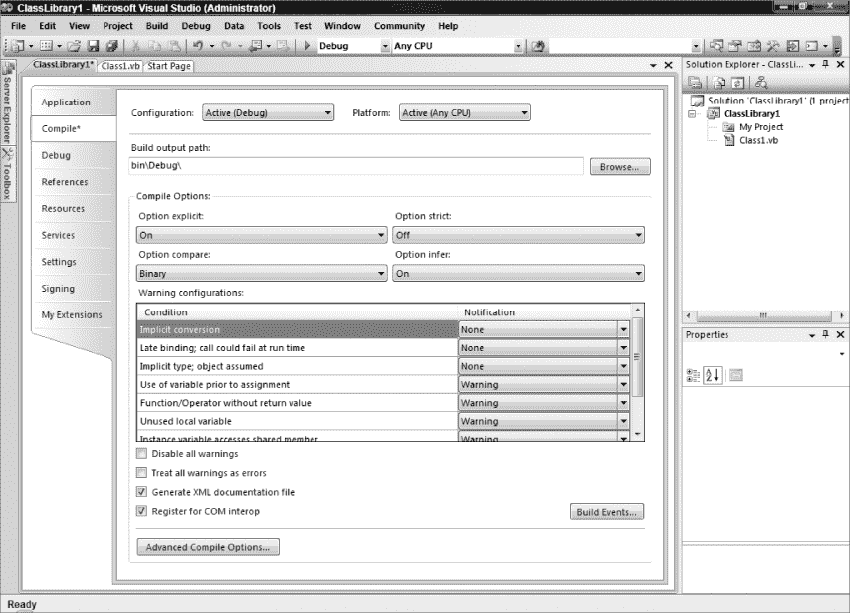 ClassLibrary1 - Microsoft Visual Studio (Administrator)
File Edit View Project Build Debug Data Tools Test Window Community Help
Debug Any CPU
ClassLibrary1* Class1.vb Start Page
Server Explorer
Toolbox
Application
Compile*
Debug
References
Resources
Services
Settings
Signing
My Extensions
Configuration: Active (Debug) Platform: Active (Any CPU)
Build output path:
bin\Debug\ Browse...
Compile Options:
Option explicit: Option strict:
On Off
Option compare: Option infer:
Binary On
Warning configurations:
Condition Notification
Implicit conversion None
Late binding; call could fail at run time None
Implicit type; object assumed None
Use of variable prior to assignment Warning
Function/Operator without return value Warning
Unused local variable Warning
Instance variable accesses shared member Warning
Disable all warnings
Treat all warnings as errors
Generate XML documentation file
Register for COM interop Build Events...
Advanced Compile Options...
Solution Explorer - ClassLi...
Solution 'ClassLibrary1' (1 project
ClassLibrary1
My Project
Class1.vb
Properties
Ready